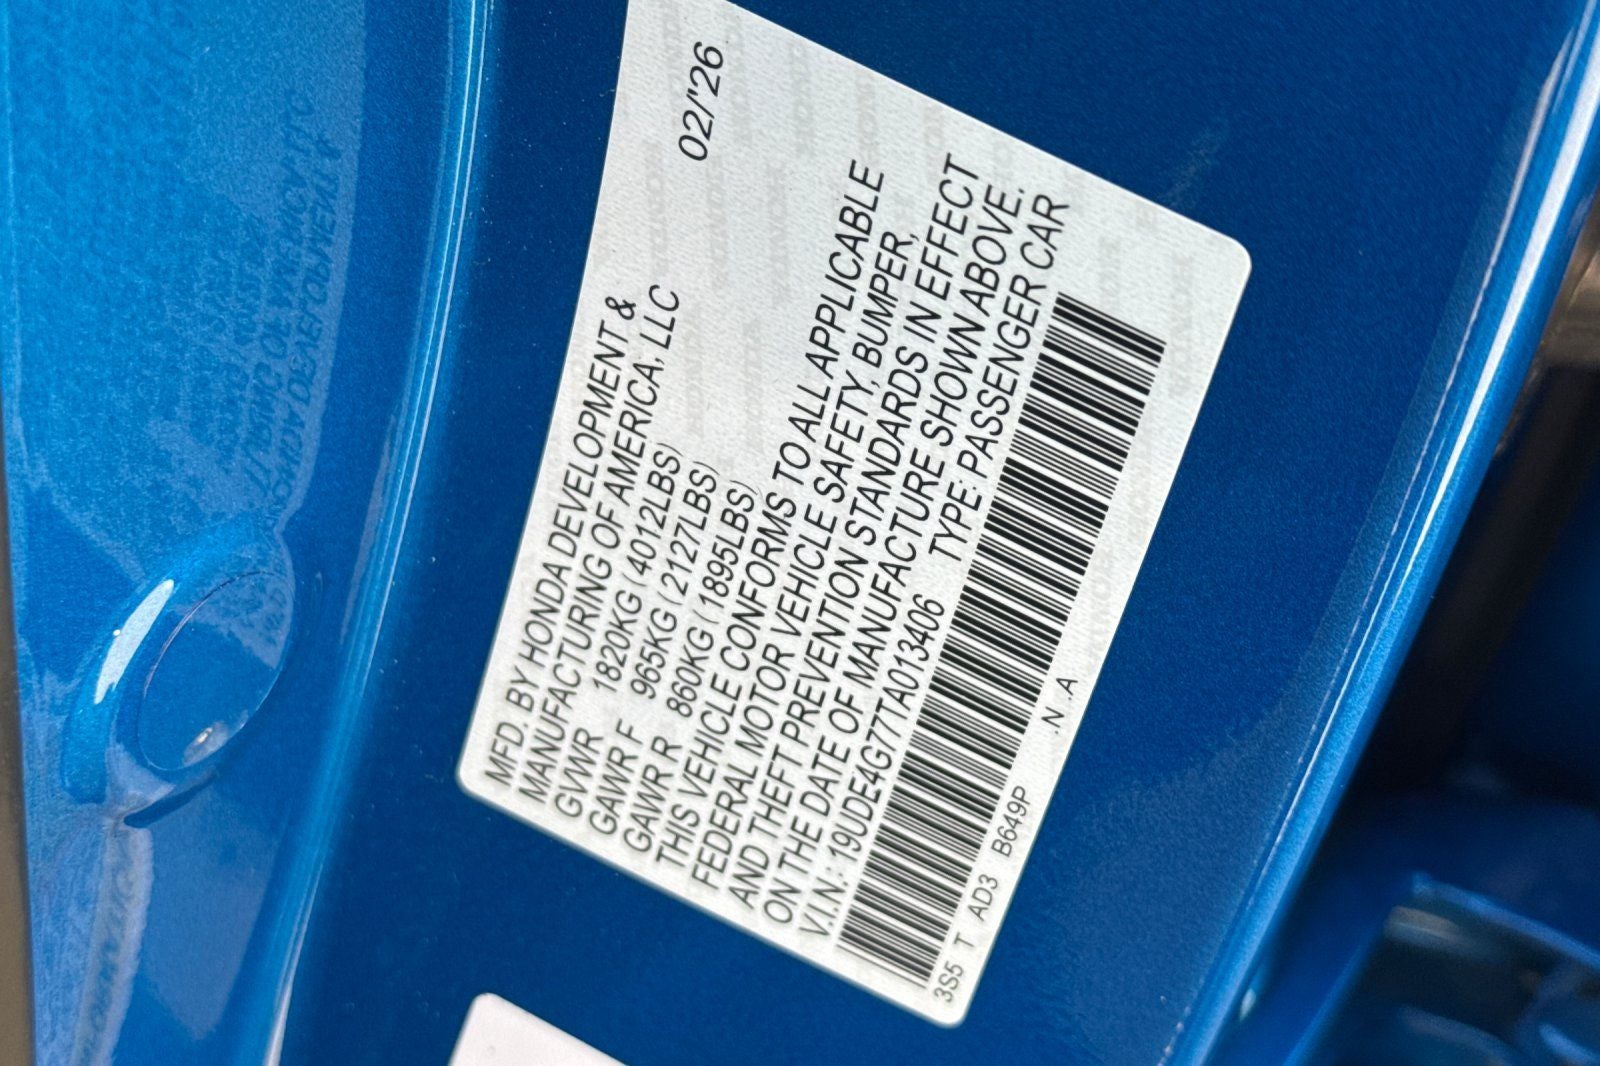 02/'26
MFD. BY HONDA DEVELOPMENT &
MANUFACTURING OF AMERICA, LLC
GVWR 1820KG (4012LBS)
GAWR F 965KG (2127LBS)
GAWR R 860KG (1895LBS)
THIS VEHICLE CONFORMS TO ALL APPLICABLE
FEDERAL MOTOR VEHICLE SAFETY, BUMPER,
AND THEFT PREVENTION STANDARDS IN EFFECT
ON THE DATE OF MANUFACTURE SHOWN ABOVE.
V.I.N.: 19UDE4G77TA013406 TYPE: PASSENGER CAR
3S5 T AD3 B649P .N .A